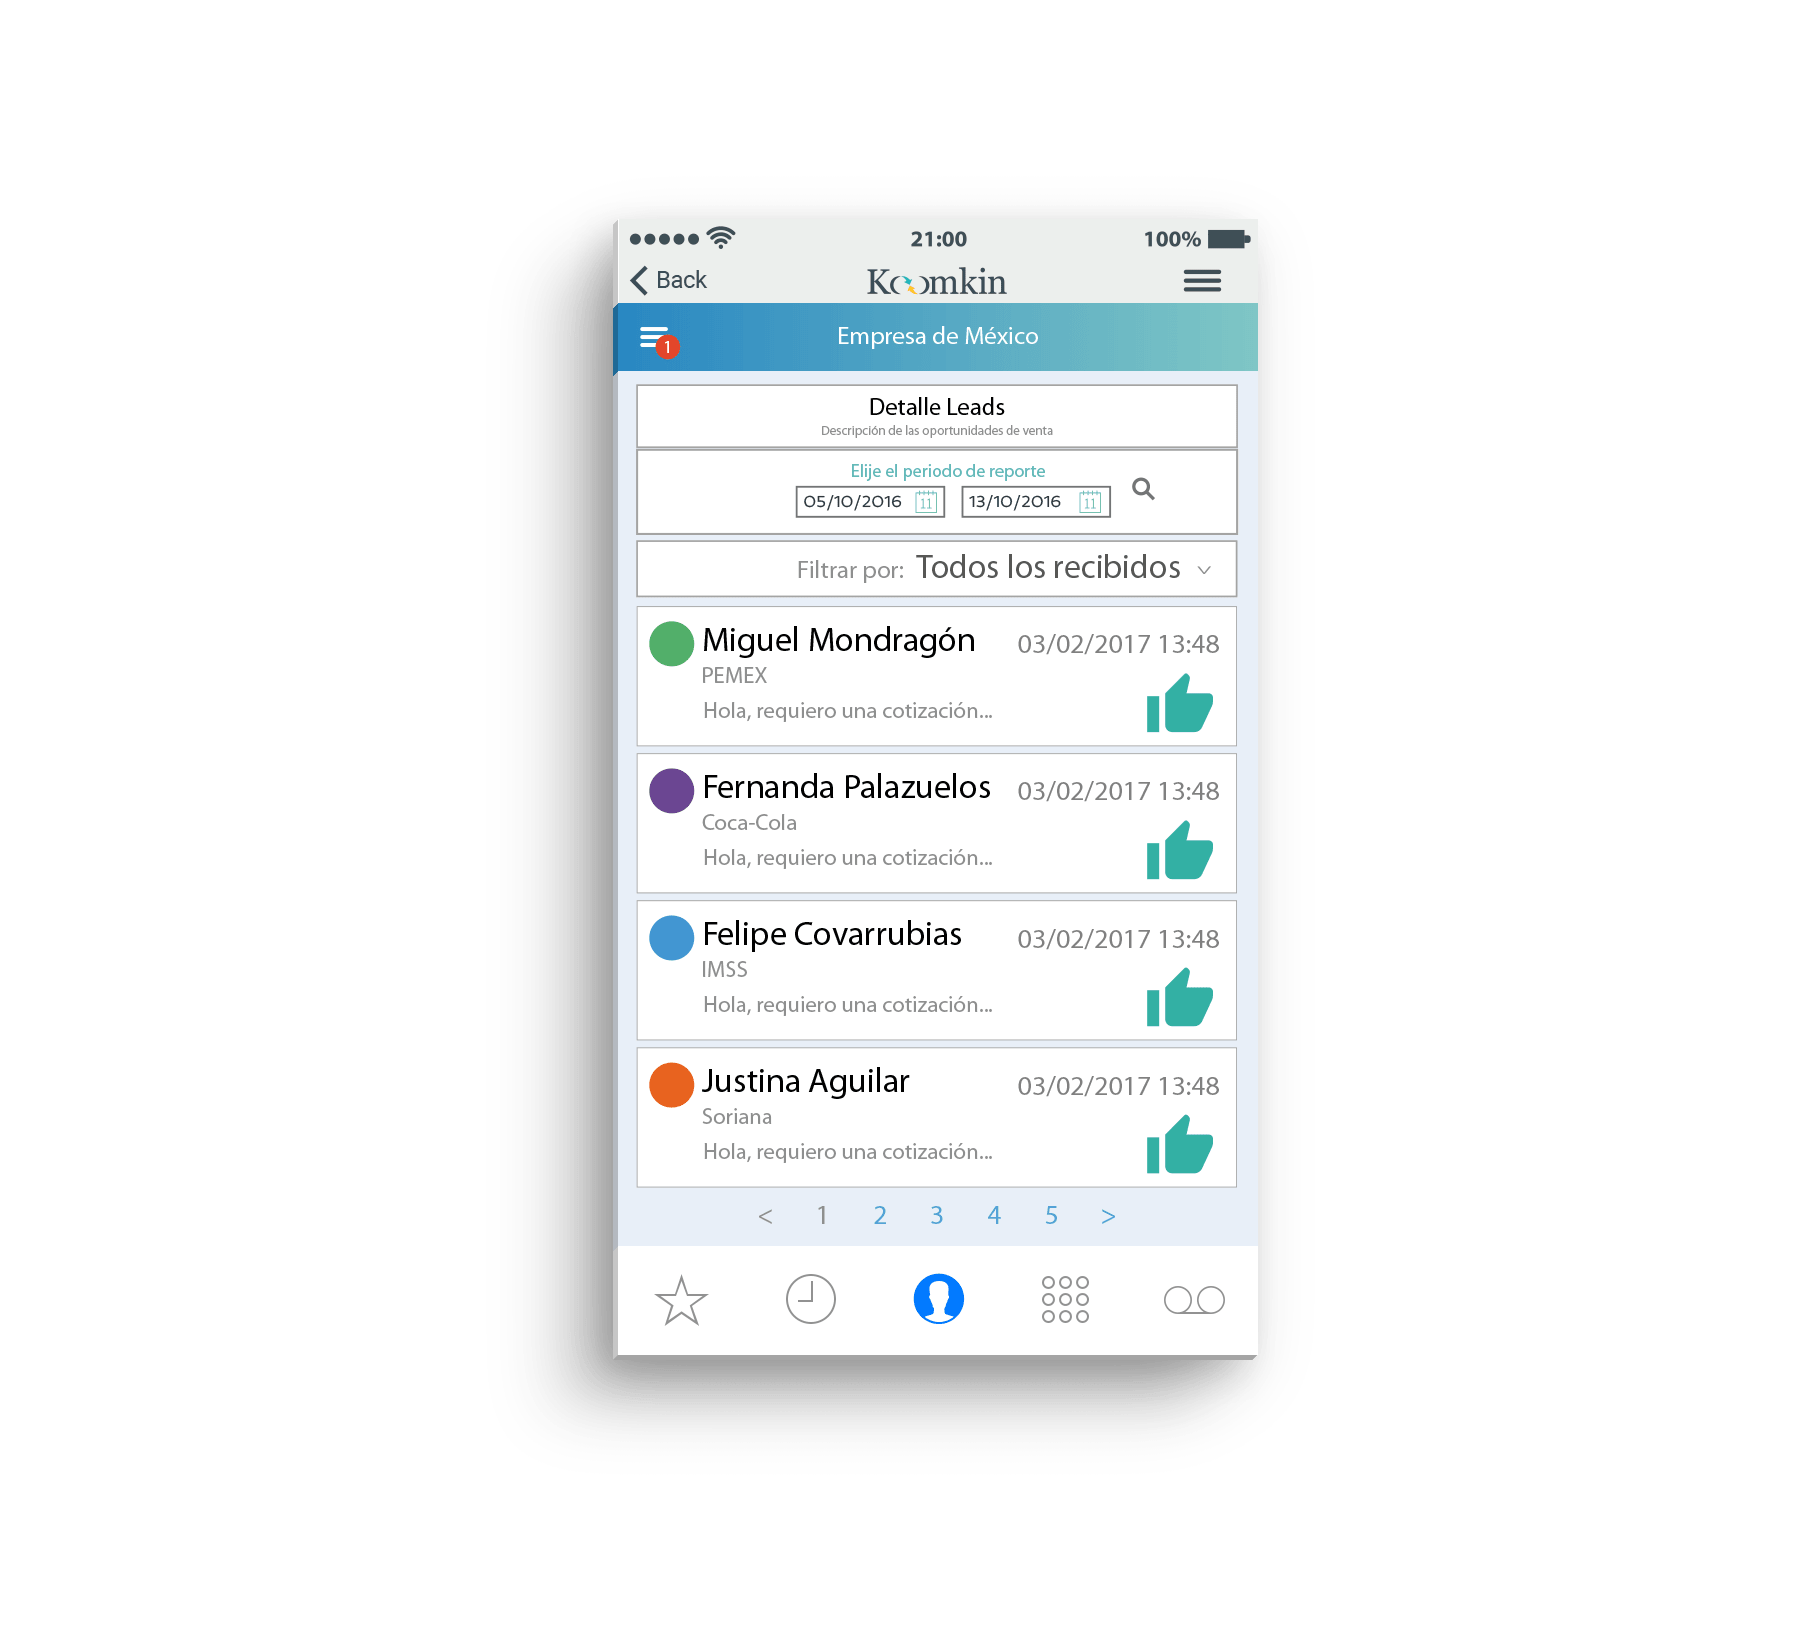 21:00 100%
Back Koomkin
1 Empresa de México
Detalle Leads
Descripción de las oportunidades de venta
Elije el periodo de reporte
05/10/2016 11 13/10/2016 11
Filtrar por: Todos los recibidos
Miguel Mondragón 03/02/2017 13:48
PEMEX
Hola, requiero una cotización...
Fernanda Palazuelos 03/02/2017 13:48
Coca-Cola
Hola, requiero una cotización...
Felipe Covarrubias 03/02/2017 13:48
IMSS
Hola, requiero una cotización...
Justina Aguilar 03/02/2017 13:48
Soriana
Hola, requiero una cotización...
< 1 2 3 4 5 >